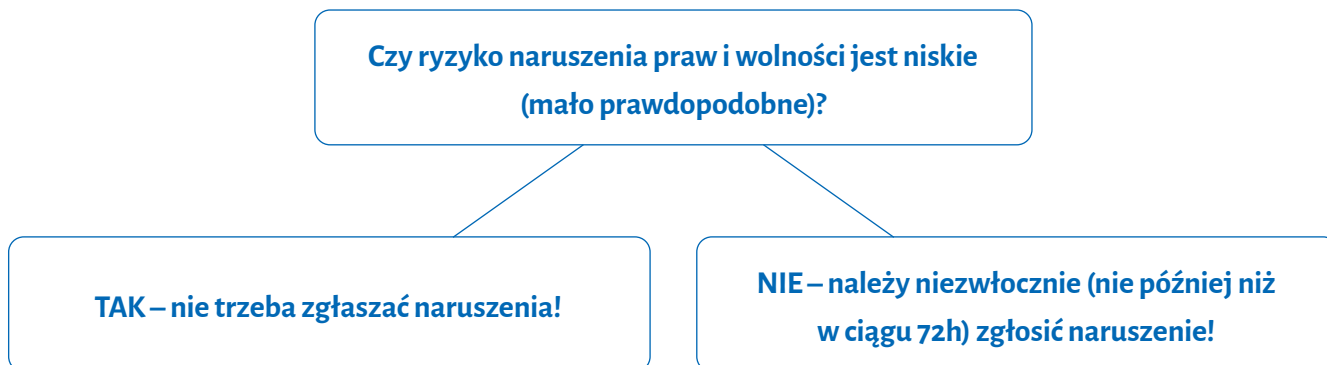 Czy ryzyko naruszenia praw i wolności jest niskie
(mało prawdopodobne)?
TAK – nie trzeba zgłaszać naruszenia!
NIE – należy niezwłocznie (nie później niż
w ciągu 72h) zgłosić naruszenie!